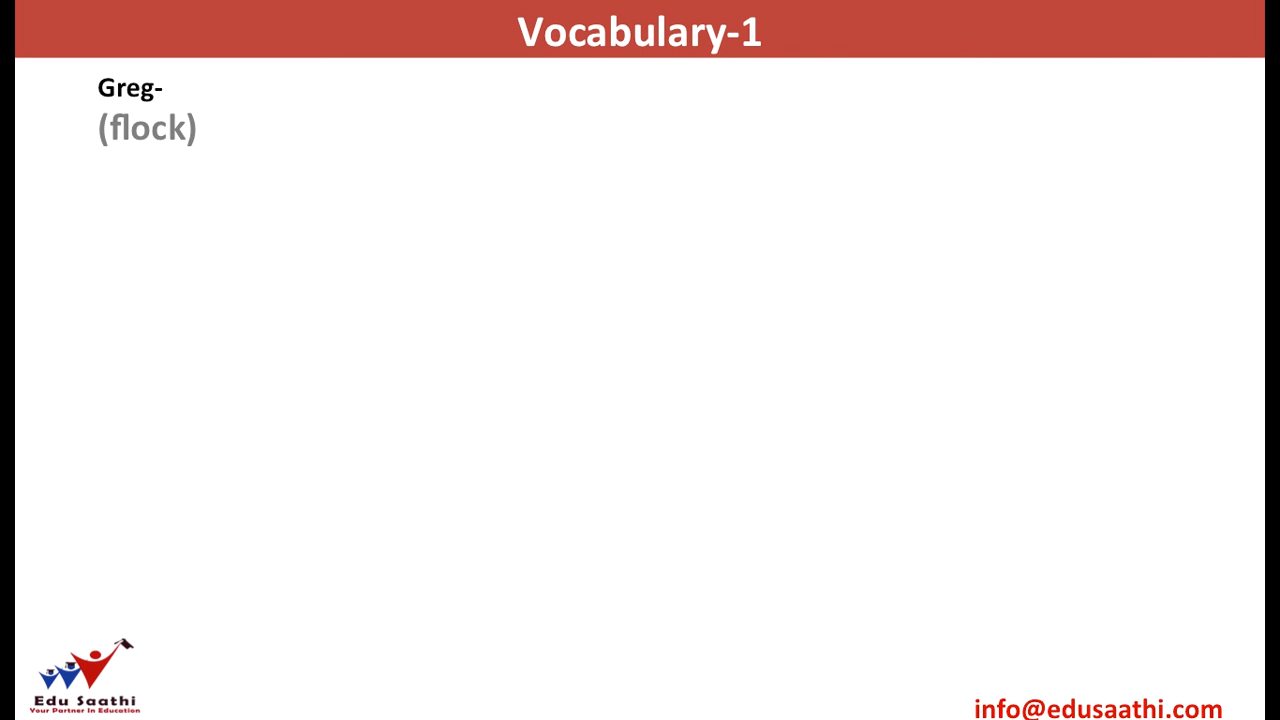 Vocabulary-1
Greg-
(flock)
Edu Saathi
Your Partner In Education
info@edusaathi.com